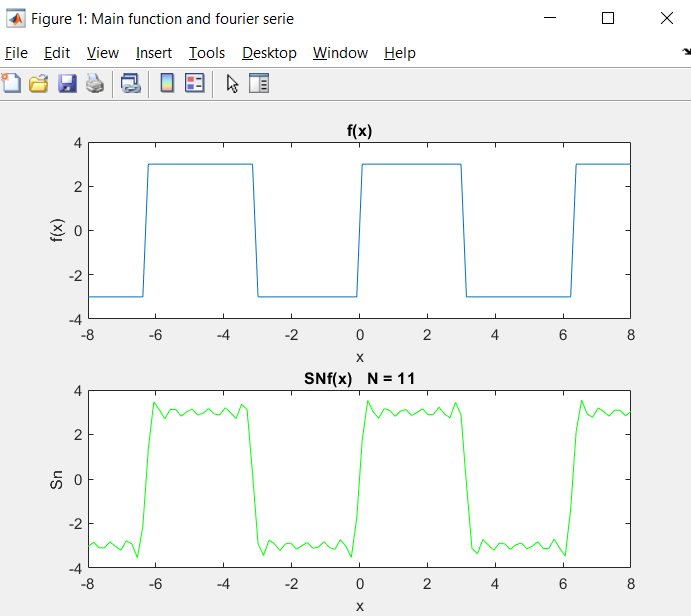 Figure 1: Main function and fourier serie
File Edit View Insert Tools Desktop Window Help
f(x)
4
2
0
-2
-4
f(x)
-8 -6 -4 -2 0 2 4 6 8
x
SNf(x) N = 11
4
2
0
-2
-4
Sn
-8 -6 -4 -2 0 2 4 6 8
x